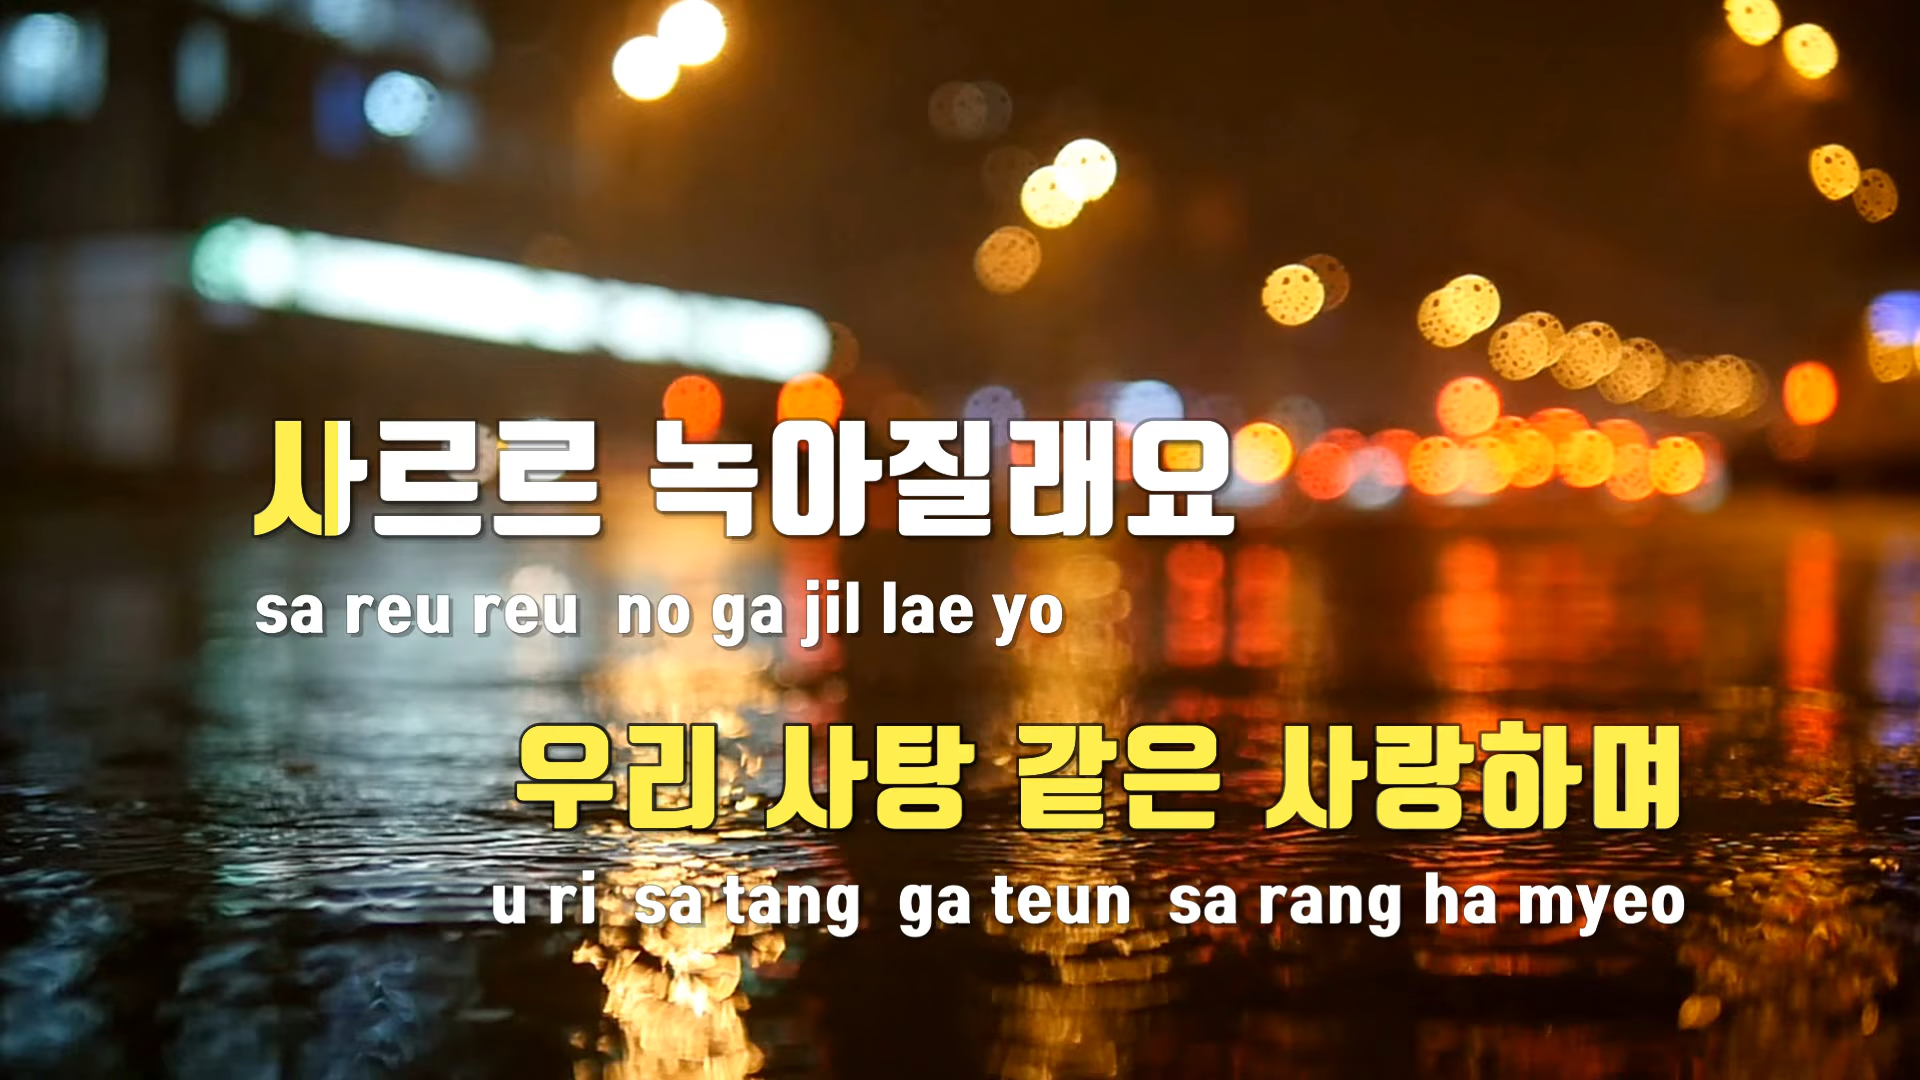 사르르 녹아질래요
sa reu reu no ga jil lae yo
우리 사탕 같은 사랑하며
u ri sa tang ga teun sa rang ha myeo